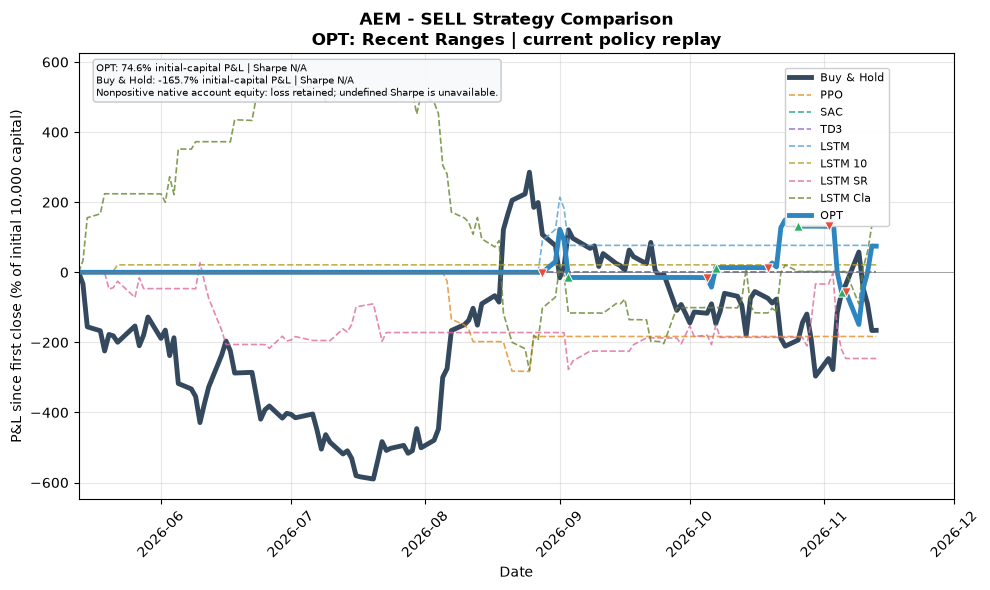 AEM - SELL Strategy Comparison
OPT: Recent Ranges | current policy replay
OPT: 74.6% initial-capital P&L | Sharpe N/A
Buy & Hold: -165.7% initial-capital P&L | Sharpe N/A
Nonpositive native account equity: loss retained; undefined Sharpe is unavailable.
Buy & Hold
PPO
SAC
TD3
LSTM
LSTM 10
LSTM SR
LSTM Cla
OPT
P&L since first close (% of initial 10,000 capital)
600
400
200
0
−200
−400
−600
2026-06
2026-07
2026-08
2026-09
2026-10
2026-11
2026-12
Date